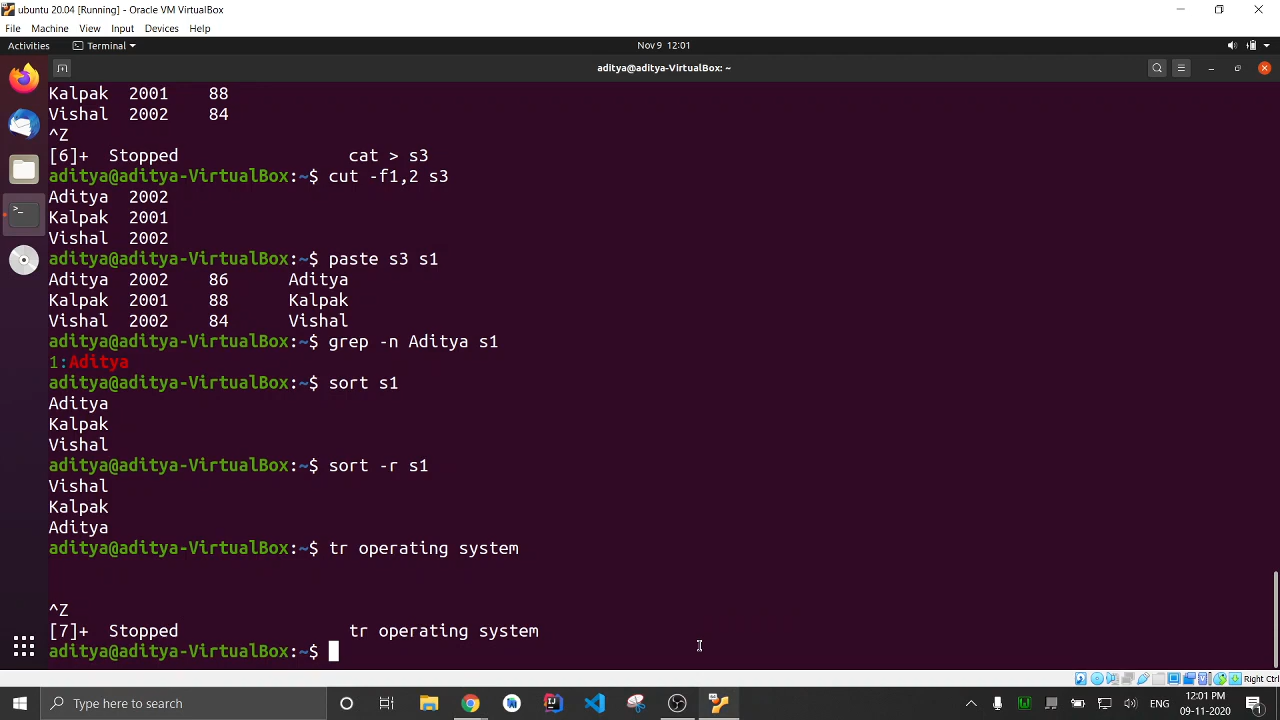 ubuntu 20.04 [Running] - Oracle VM VirtualBox
File Machine View Input Devices Help
Activities Terminal Nov 9 12:01
aditya@aditya-VirtualBox: ~
Kalpak 2001 88
Vishal 2002 84
^Z
[6]+ Stopped cat > s3
aditya@aditya-VirtualBox:~$ cut -f1,2 s3
Aditya 2002
Kalpak 2001
Vishal 2002
aditya@aditya-VirtualBox:~$ paste s3 s1
Aditya 2002 86 Aditya
Kalpak 2001 88 Kalpak
Vishal 2002 84 Vishal
aditya@aditya-VirtualBox:~$ grep -n Aditya s1
1:Aditya
aditya@aditya-VirtualBox:~$ sort s1
Aditya
Kalpak
Vishal
aditya@aditya-VirtualBox:~$ sort -r s1
Vishal
Kalpak
Aditya
aditya@aditya-VirtualBox:~$ tr operating system
^Z
[7]+ Stopped tr operating system
aditya@aditya-VirtualBox:~$
Right Ctrl
Type here to search
12:01 PM
09-11-2020
1